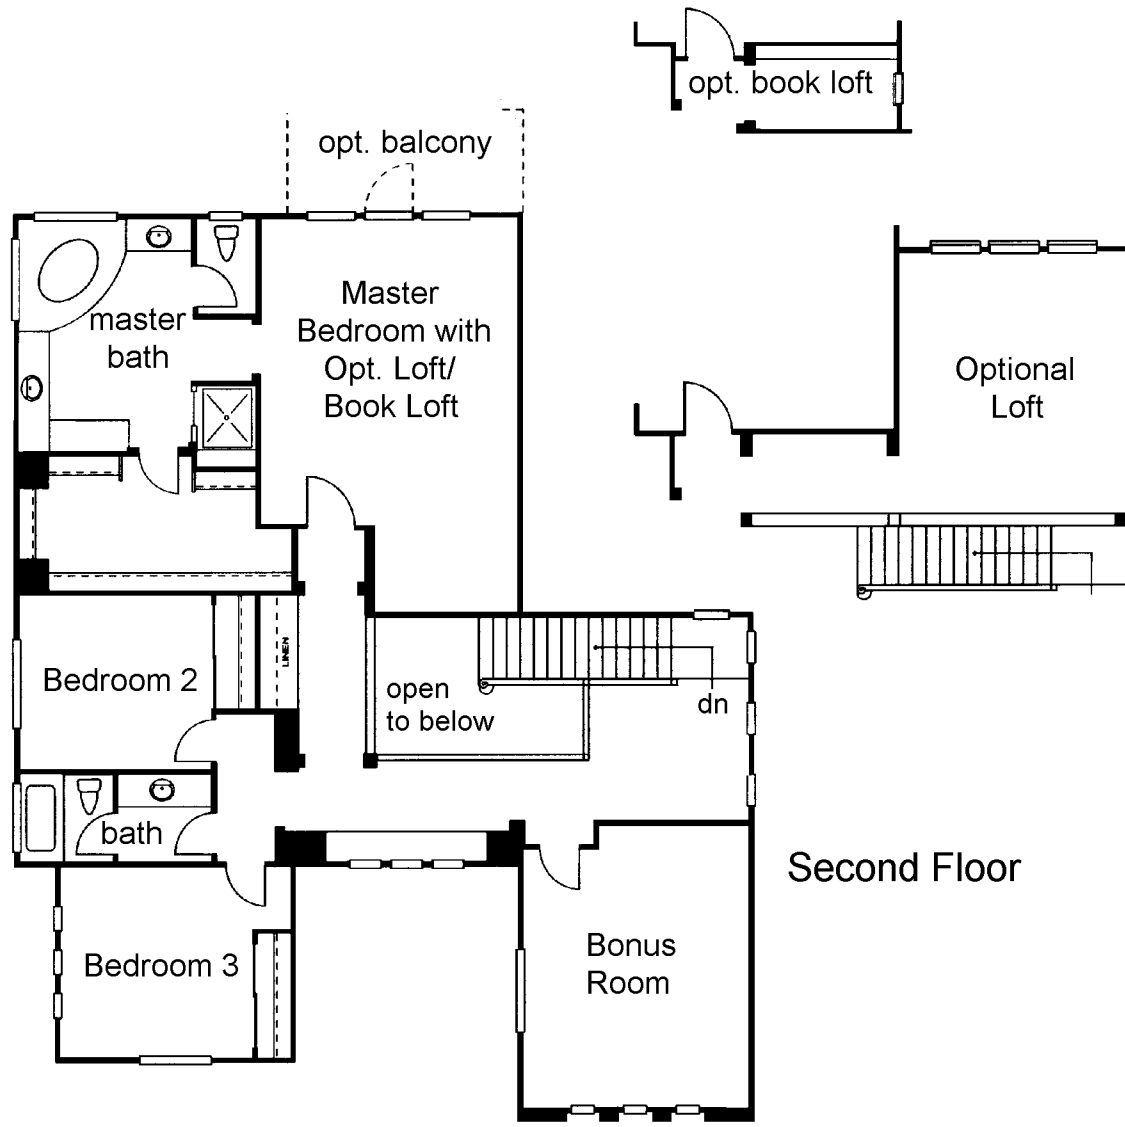 opt. book loft
opt. balcony
Master
Bedroom with
Opt. Loft/
Book Loft
master
bath
Optional
Loft
LINEN
Bedroom 2
open
to below
dn
bath
Second Floor
Bonus
Room
Bedroom 3